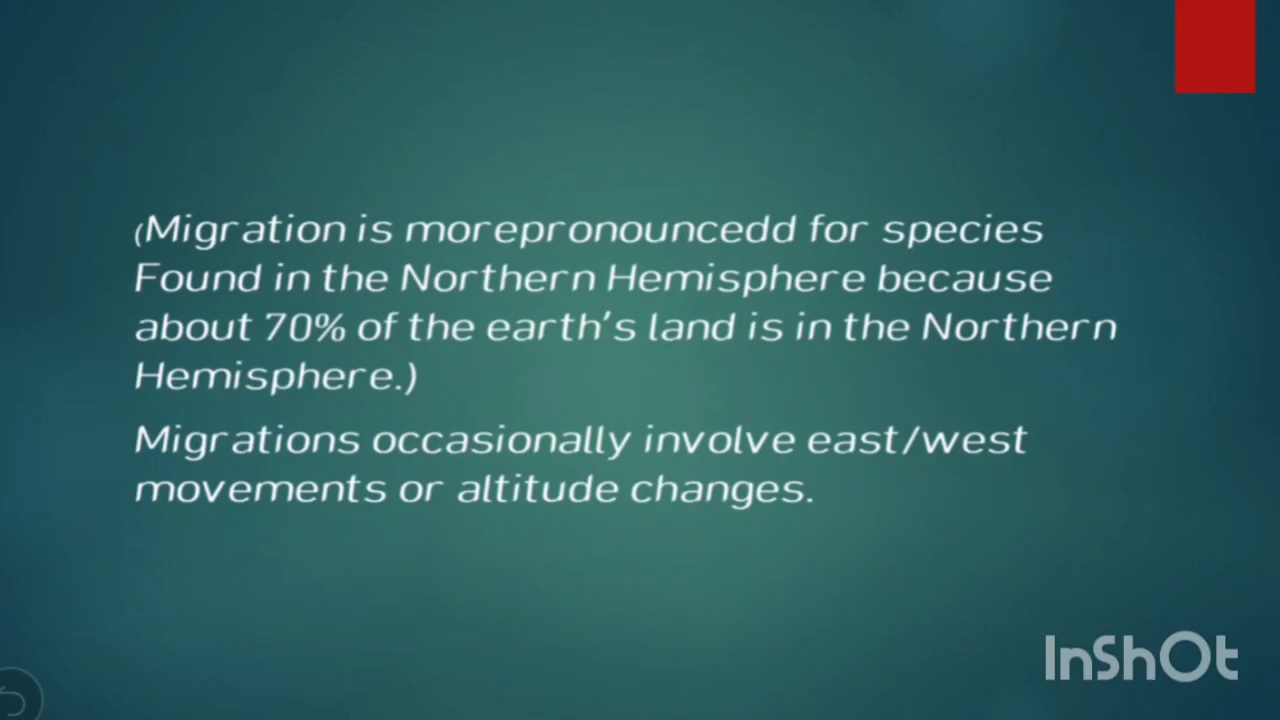 (Migration is morepronouncedd for species
Found in the Northern Hemisphere because
about 70% of the earth's land is in the Northern
Hemisphere.)
Migrations occasionally involve east/west
movements or altitude changes.
InShOt